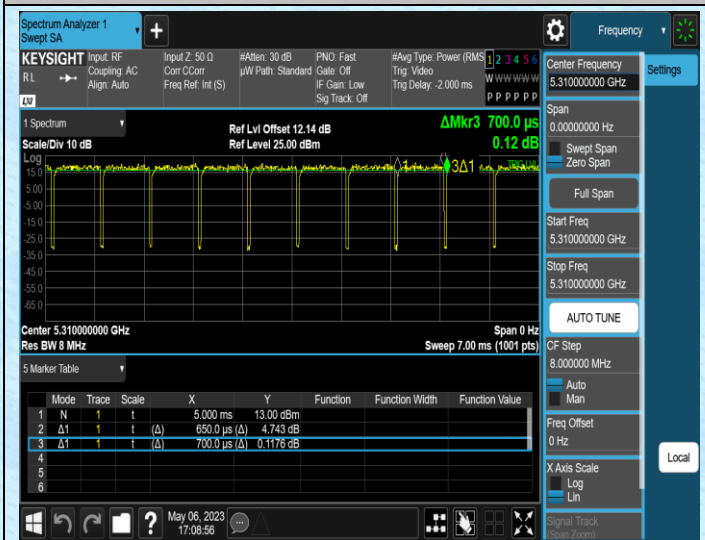 Spectrum Analyzer 1
Swept SA
+
Frequency
KEYSIGHT
RL
LXI
Input: RF
Coupling: AC
Align: Auto
Input Z: 50 Ω
Corr CCorr
Freq Ref: Int (S)
#Atten: 30 dB
µW Path: Standard
PNO: Fast
Gate: Off
IF Gain: Low
Sig Track: Off
#Avg Type: Power (RMS
Trig: Video
Trig Delay: -2.000 ms
1 2 3 4 5 6
W W W W W W
P P P P P P
1 Spectrum
Scale/Div 10 dB
Ref Lvl Offset 12.14 dB
Ref Level 25.00 dBm
ΔMkr3 700.0 µs
0.12 dB
Log
15.0
5.00
-5.00
-15.0
-25.0
-35.0
-45.0
-55.0
-65.0
3Δ1
TRIG LVL
Center 5.310000000 GHz
Res BW 8 MHz
Span 0 Hz
Sweep 7.00 ms (1001 pts)
5 Marker Table
Mode Trace Scale X Y Function Function Width Function Value
1 N 1 t 5.000 ms 13.00 dBm
2 Δ1 1 t (Δ) 650.0 µs (Δ) 4.743 dB
3 Δ1 1 t (Δ) 700.0 µs (Δ) 0.1176 dB
4
5
6
?
May 06, 2023
17:08:56
Center Frequency
5.310000000 GHz
Settings
Span
0.00000000 Hz
Swept Span
Zero Span
Full Span
Start Freq
5.310000000 GHz
Stop Freq
5.310000000 GHz
AUTO TUNE
CF Step
8.000000 MHz
Auto
Man
Freq Offset
0 Hz
Local
X Axis Scale
Log
Lin
Signal Track
(Span Zoom)